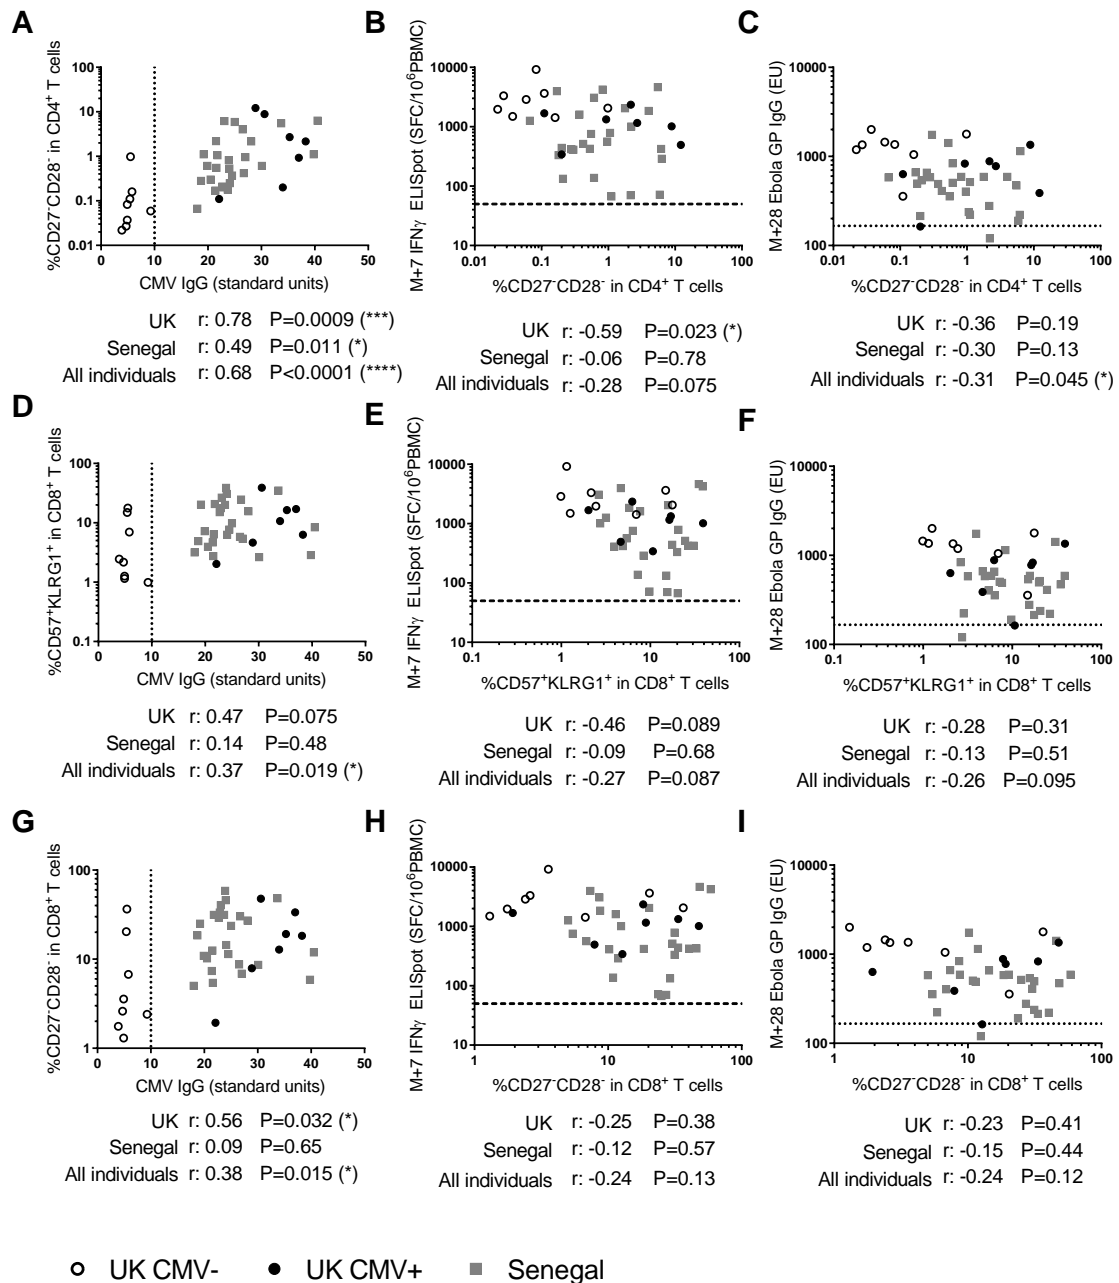 A
%CD27⁻CD28⁻ in CD4⁺ T cells
100
10
1
0.1
0.01
0 10 20 30 40 50
CMV IgG (standard units)
UK r: 0.78 P=0.0009 (***)
Senegal r: 0.49 P=0.011 (*)
All individuals r: 0.68 P<0.0001 (****)
B
M+7 IFNγ ELISpot (SFC/10⁶PBMC)
10000
1000
100
10
0.01 0.1 1 10 100
%CD27⁻CD28⁻ in CD4⁺ T cells
UK r: -0.59 P=0.023 (*)
Senegal r: -0.06 P=0.78
All individuals r: -0.28 P=0.075
C
M+28 Ebola GP IgG (EU)
10000
1000
100
0.01 0.1 1 10 100
%CD27⁻CD28⁻ in CD4⁺ T cells
UK r: -0.36 P=0.19
Senegal r: -0.30 P=0.13
All individuals r: -0.31 P=0.045 (*)
D
%CD57⁺KLRG1⁺ in CD8⁺ T cells
100
10
1
0.1
0 10 20 30 40 50
CMV IgG (standard units)
UK r: 0.47 P=0.075
Senegal r: 0.14 P=0.48
All individuals r: 0.37 P=0.019 (*)
E
M+7 IFNγ ELISpot (SFC/10⁶PBMC)
10000
1000
100
10
0.1 1 10 100
%CD57⁺KLRG1⁺ in CD8⁺ T cells
UK r: -0.46 P=0.089
Senegal r: -0.09 P=0.68
All individuals r: -0.27 P=0.087
F
M+28 Ebola GP IgG (EU)
10000
1000
100
0.1 1 10 100
%CD57⁺KLRG1⁺ in CD8⁺ T cells
UK r: -0.28 P=0.31
Senegal r: -0.13 P=0.51
All individuals r: -0.26 P=0.095
G
%CD27⁻CD28⁻ in CD8⁺ T cells
100
10
1
0 10 20 30 40 50
CMV IgG (standard units)
UK r: 0.56 P=0.032 (*)
Senegal r: 0.09 P=0.65
All individuals r: 0.38 P=0.015 (*)
H
M+7 IFNγ ELISpot (SFC/10⁶PBMC)
10000
1000
100
10
1 10 100
%CD27⁻CD28⁻ in CD8⁺ T cells
UK r: -0.25 P=0.38
Senegal r: -0.12 P=0.57
All individuals r: -0.24 P=0.13
I
M+28 Ebola GP IgG (EU)
10000
1000
100
1 10 100
%CD27⁻CD28⁻ in CD8⁺ T cells
UK r: -0.23 P=0.41
Senegal r: -0.15 P=0.44
All individuals r: -0.24 P=0.12
UK CMV- UK CMV+ Senegal